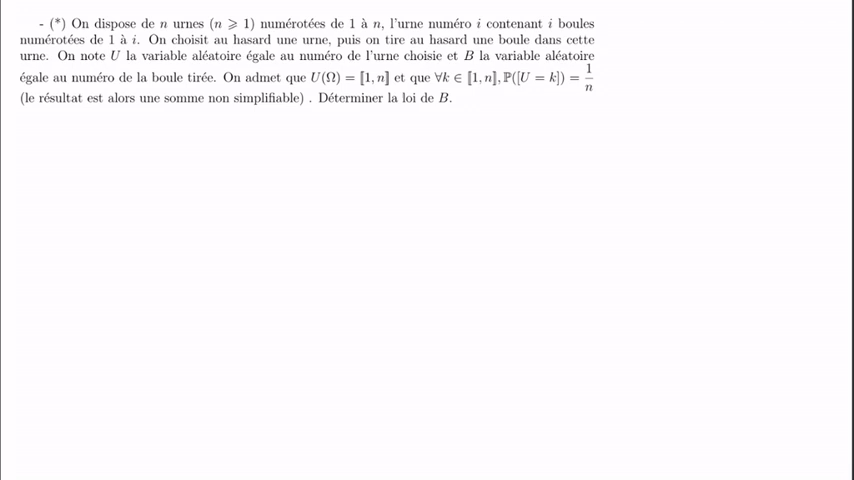 - (*) On dispose de n urnes (n ⩾ 1) numérotées de 1 à n, l'urne numéro i contenant i boules
numérotées de 1 à i. On choisit au hasard une urne, puis on tire au hasard une boule dans cette
urne. On note U la variable aléatoire égale au numéro de l'urne choisie et B la variable aléatoire
égale au numéro de la boule tirée. On admet que U(Ω) = ⟦1, n⟧ et que ∀k ∈ ⟦1, n⟧, ℙ([U = k]) = 1/n
(le résultat est alors une somme non simplifiable) . Déterminer la loi de B.